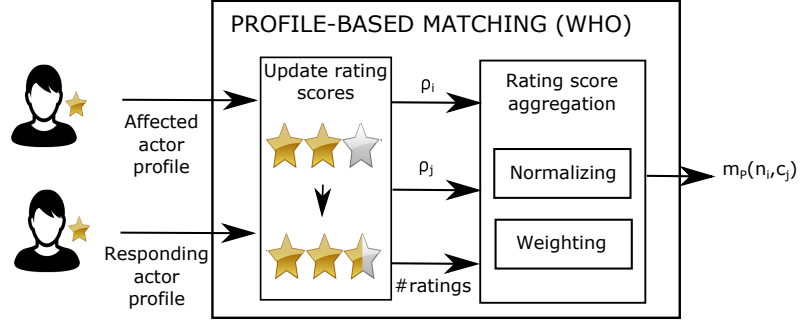 PROFILE-BASED MATCHING (WHO)
Affected
actor
profile
Responding
actor
profile
Update rating
scores
ρi
ρj
#ratings
Rating score
aggregation
Normalizing
Weighting
mP(ni,cj)